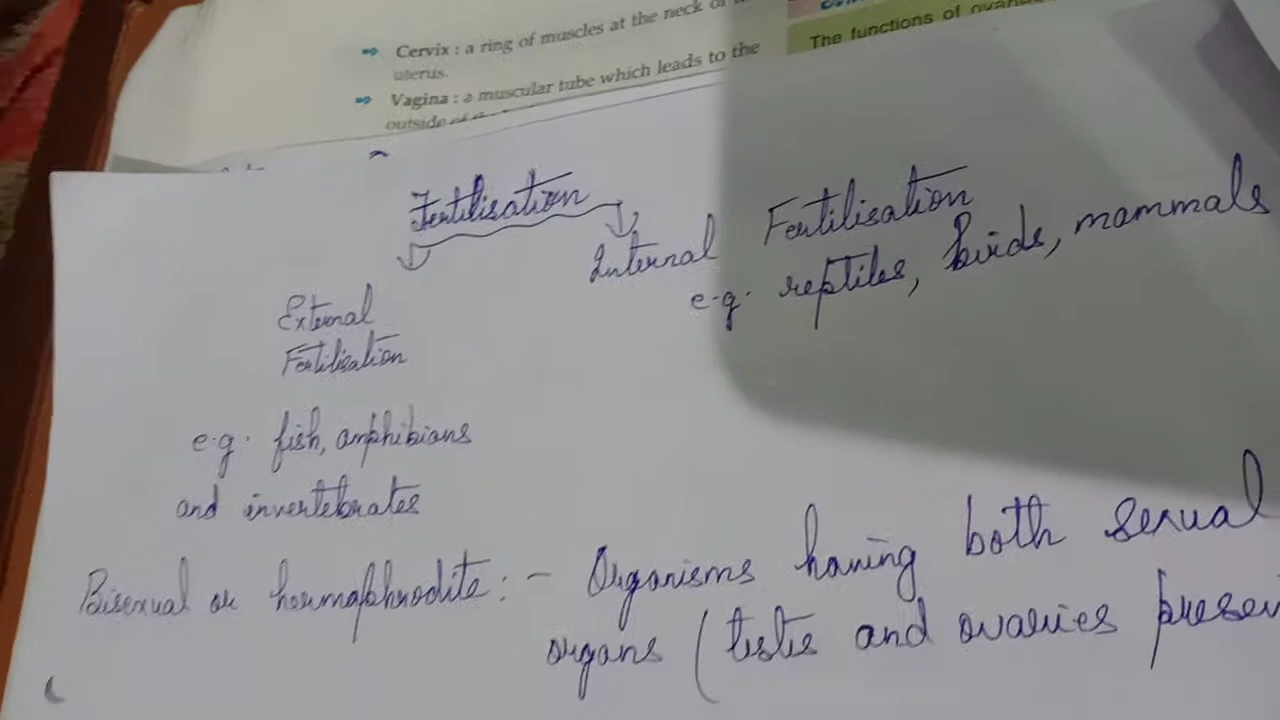 Cervix : a ring of muscles at the neck of
uterus.
Vagina : a muscular tube which leads to the
outside of
The functions of
Fertilisation
Internal Fertilisation
e.g. reptiles, birds, mammals
External
Fertilisation
e.g. fish, amphibians
and invertebrates
Bisexual or hermaphrodite :- Organisms having both sexual
organs (testis and ovaries